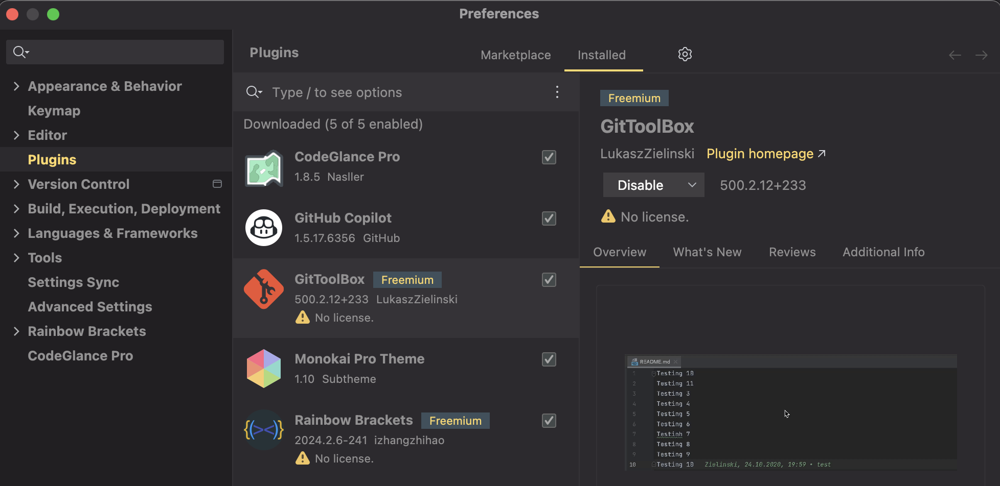 Preferences
Appearance & Behavior
Keymap
Editor
Plugins
Version Control
Build, Execution, Deployment
Languages & Frameworks
Tools
Settings Sync
Advanced Settings
Rainbow Brackets
CodeGlance Pro
Plugins
Marketplace
Installed
Type / to see options
Downloaded (5 of 5 enabled)
CodeGlance Pro
1.8.5 Nasller
GitHub Copilot
1.5.17.6356 GitHub
GitToolBox Freemium
500.2.12+233 LukaszZielinski
No license.
Monokai Pro Theme
1.10 Subtheme
Rainbow Brackets Freemium
2024.2.6-241 izhangzhihao
No license.
Freemium
GitToolBox
LukaszZielinski Plugin homepage
Disable 500.2.12+233
No license.
Overview What's New Reviews Additional Info
README.md
1 Testing 10
2 Testing 11
3 Testing 3
4 Testing 4
5 Testing 5
6 Testing 6
7 Testinh 7
8 Testing 8
9 Testing 9
10 Testing 10 Zielinski, 24.10.2020, 19:59 • test